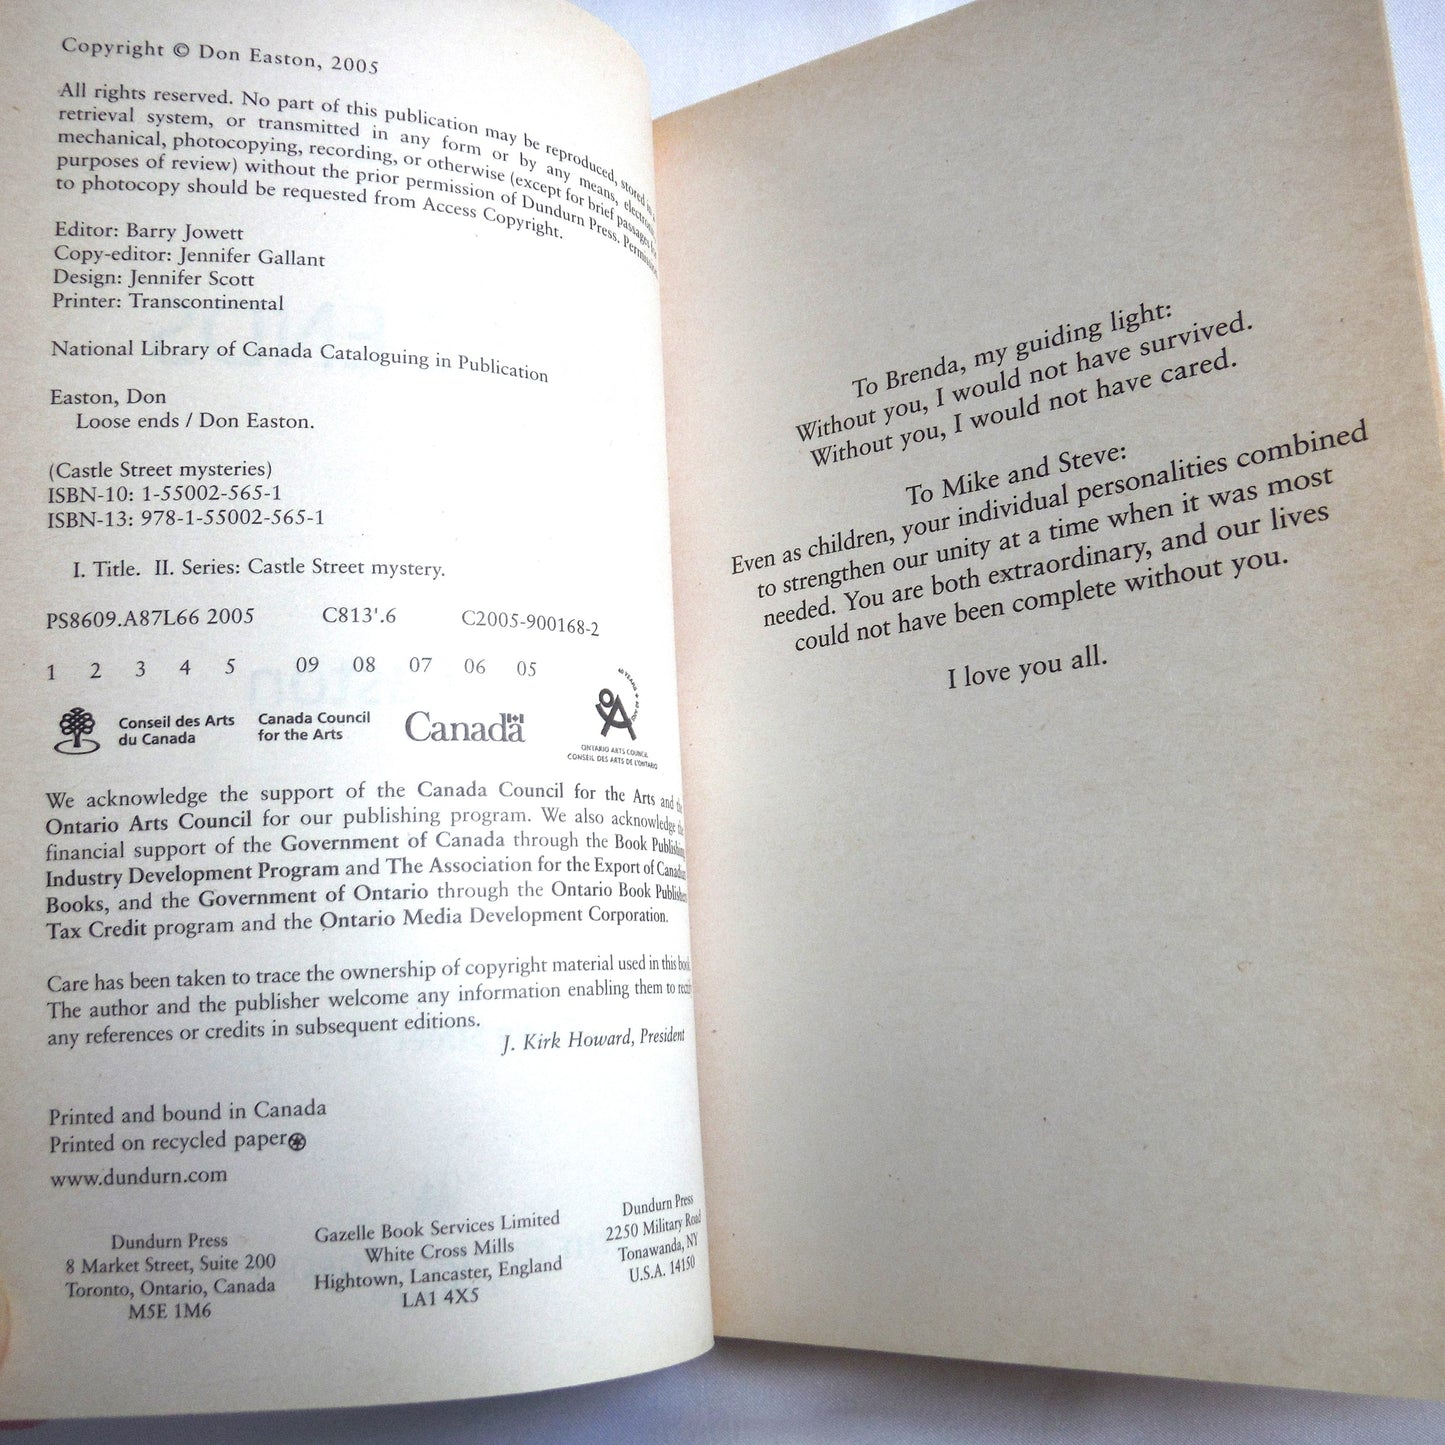 Copyright © Don Easton, 2005
All rights reserved. No part of this publication may be reproduced, stored in a
retrieval system, or transmitted in any form or by any means, electronic,
mechanical, photocopying, recording, or otherwise (except for brief passages for
purposes of review) without the prior permission of Dundurn Press. Permission
to photocopy should be requested from Access Copyright.
Editor: Barry Jowett
Copy-editor: Jennifer Gallant
Design: Jennifer Scott
Printer: Transcontinental
National Library of Canada Cataloguing in Publication
Easton, Don
Loose ends / Don Easton.
(Castle Street mysteries)
ISBN-10: 1-55002-565-1
ISBN-13: 978-1-55002-565-1
I. Title. II. Series: Castle Street mystery.
PS8609.A87L66 2005 C813'.6 C2005-900168-2
1 2 3 4 5 09 08 07 06 05
Conseil des Arts
du Canada
Canada Council
for the Arts
Canada
40 YEARS
ONTARIO ARTS COUNCIL
CONSEIL DES ARTS DE L'ONTARIO
We acknowledge the support of the Canada Council for the Arts and the
Ontario Arts Council for our publishing program. We also acknowledge the
financial support of the Government of Canada through the Book Publishing
Industry Development Program and The Association for the Export of Canadian
Books, and the Government of Ontario through the Ontario Book Publishers
Tax Credit program and the Ontario Media Development Corporation.
Care has been taken to trace the ownership of copyright material used in this book.
The author and the publisher welcome any information enabling them to rectify
any references or credits in subsequent editions.
J. Kirk Howard, President
Printed and bound in Canada
Printed on recycled paper
www.dundurn.com
Dundurn Press
8 Market Street, Suite 200
Toronto, Ontario, Canada
M5E 1M6
Gazelle Book Services Limited
White Cross Mills
Hightown, Lancaster, England
LA1 4X5
Dundurn Press
2250 Military Road
Tonawanda, NY
U.S.A. 14150
To Brenda, my guiding light:
Without you, I would not have survived.
Without you, I would not have cared.
To Mike and Steve:
Even as children, your individual personalities combined
to strengthen our unity at a time when it was most
needed. You are both extraordinary, and our lives
could not have been complete without you.
I love you all.